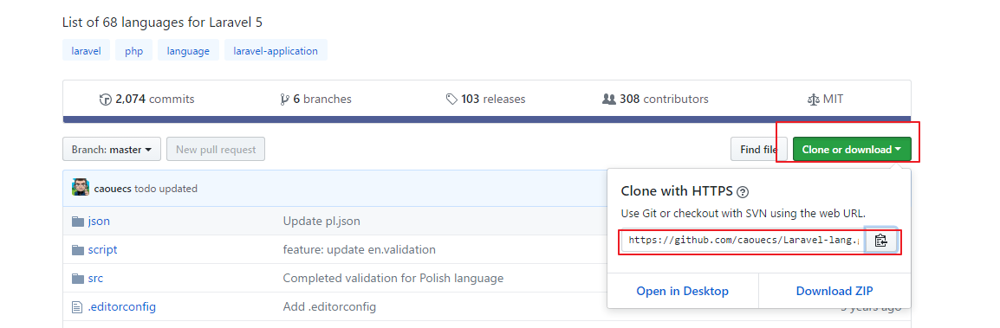 List of 68 languages for Laravel 5
laravel php language laravel-application
2,074 commits 6 branches 103 releases 308 contributors MIT
Branch: master New pull request Find file Clone or download
caouecs todo updated
Clone with HTTPS
Use Git or checkout with SVN using the web URL.
https://github.com/caouecs/Laravel-lang.g
Open in Desktop Download ZIP
json Update pl.json
script feature: update en.validation
src Completed validation for Polish language
.editorconfig Add .editorconfig years ago